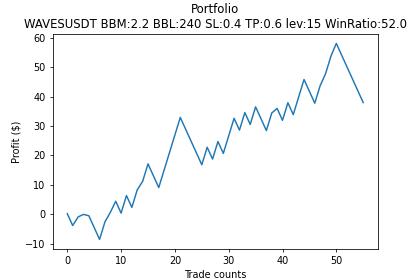 Portfolio
WAVESUSDT BBM:2.2 BBL:240 SL:0.4 TP:0.6 lev:15 WinRatio:52.0
60
50
40
30
20
10
0
−10
Profit ($)
0 10 20 30 40 50
Trade counts